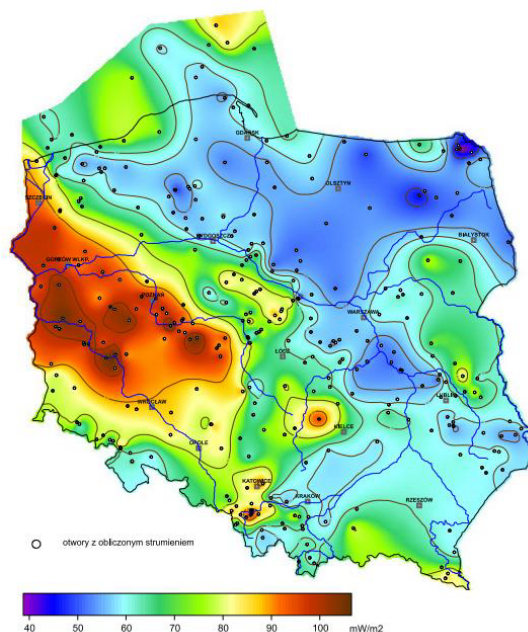 GDAŃSK
OLSZTYN
SZCZECIN
BIAŁYSTOK
BYDGOSZCZ
GORZÓW WLKP.
POZNAŃ
WARSZAWA
ŁÓDŹ
WROCŁAW
LUBLIN
OPOLE
KIELCE
KATOWICE
KRAKÓW
RZESZÓW
otwory z obliczonym strumieniem
40 50 60 70 80 90 100 mW/m2